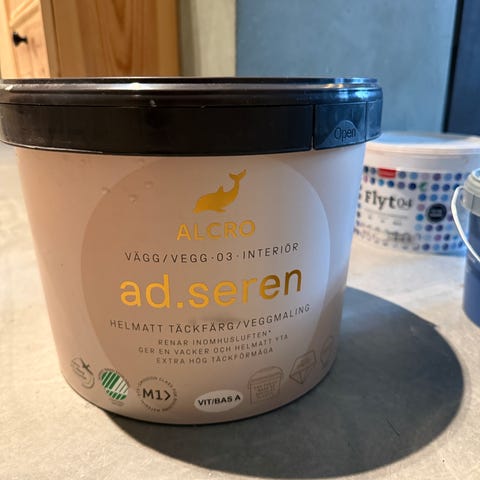 Open
ALCRO
VÄGG/VEGG·03·INTERIÖR
ad.seren
HELMATT TÄCKFÄRG/VEGGMALING
RENAR INOMHUSLUFTEN*
GER EN VACKER OCH HELMATT YTA
EXTRA HÖG TÄCKFÖRMÅGA
M1
VIT/BAS A
Flyt04